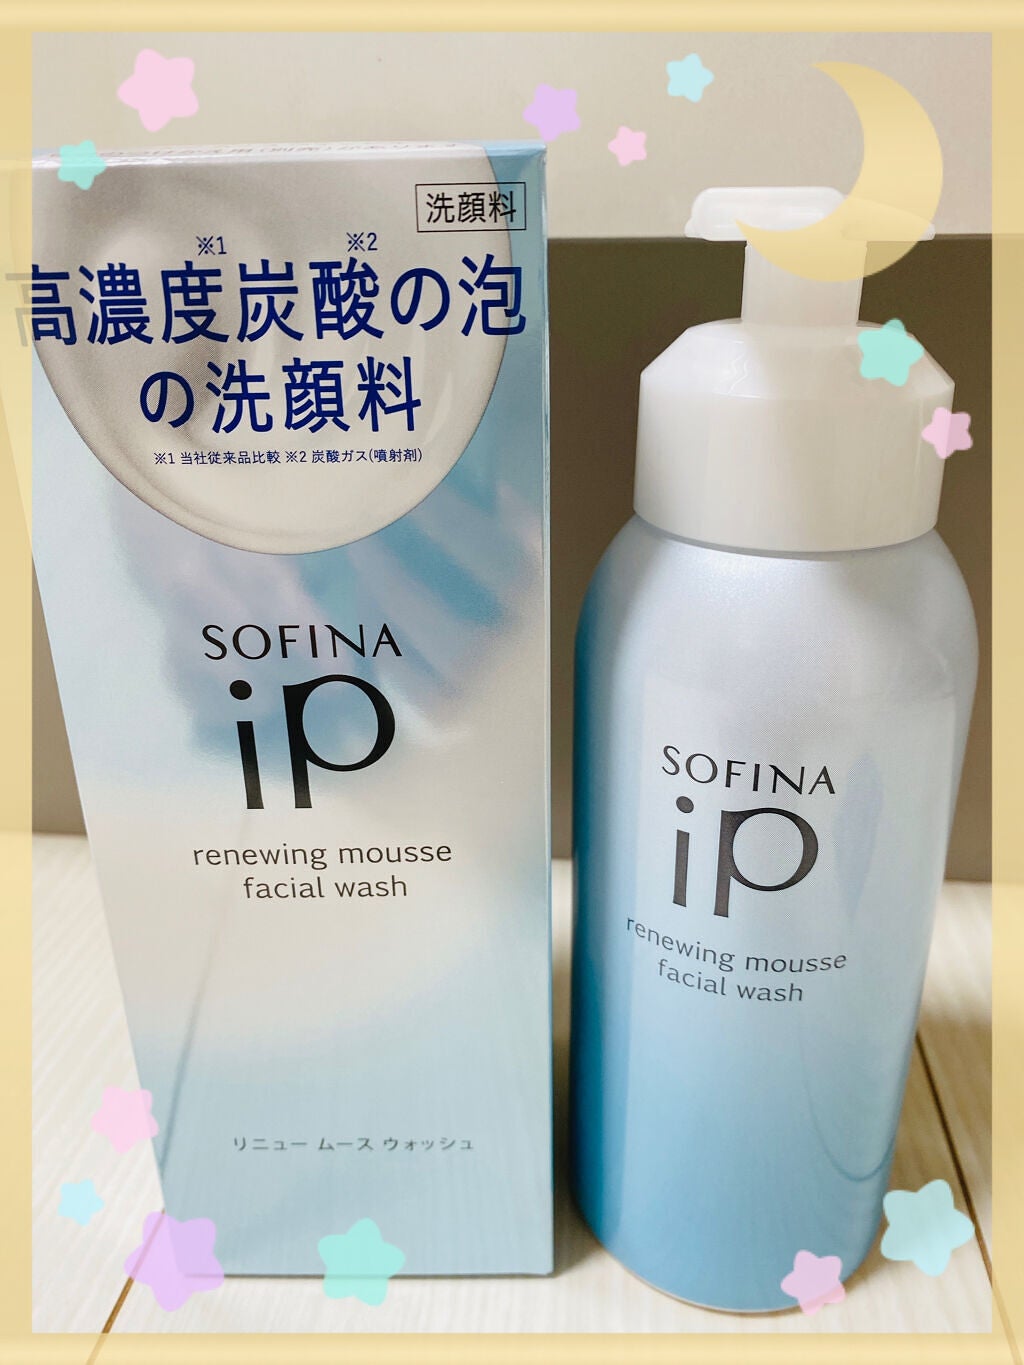 洗顔料
※1 ※2
高濃度炭酸の泡
の洗顔料
※1 当社従来品比較 ※2 炭酸ガス(噴射剤)
SOFINA
iP
renewing mousse
facial wash
リニュー ムース ウォッシュ
SOFINA
iP
renewing mousse
facial wash